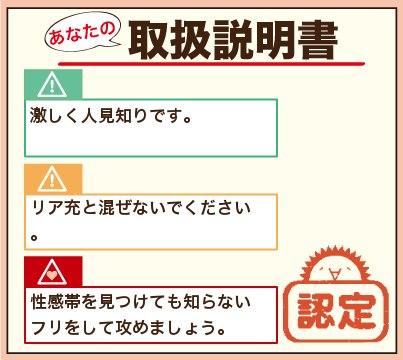 あなたの
取扱説明書
激しく人見知りです。
リア充と混ぜないでください
。
性感帯を見つけても知らない
フリをして攻めましょう。
認定